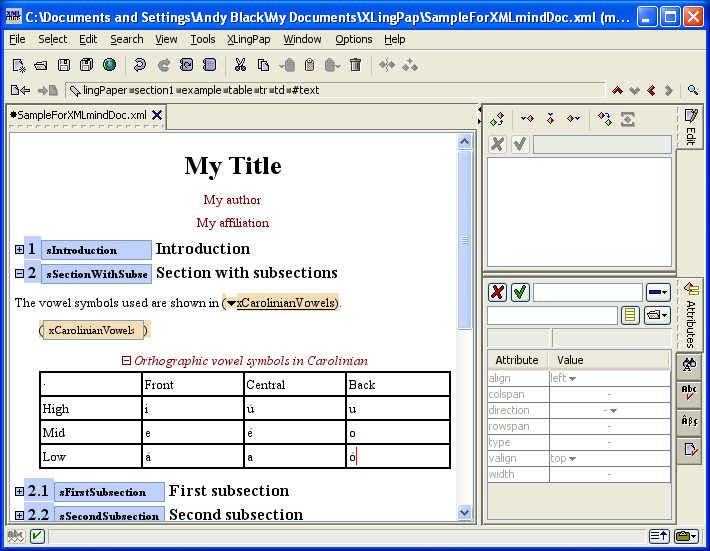 C:\Documents and Settings\Andy Black\My Documents\XLingPap\SampleForXMLmindDoc.xml (m...
File Select Edit Search View Tools XLingPap Window Options Help
lingPaper section1 example table tr td #text
SampleForXMLmindDoc.xml
Edit
My Title
My author
My affiliation
1 sIntroduction Introduction
2 sSectionWithSubse Section with subsections
The vowel symbols used are shown in (xCarolinianVowels).
(xCarolinianVowels)
Orthographic vowel symbols in Carolinian
. Front Central Back
High i ú u
Mid e é o
Low á a ó
2.1 sFirstSubsection First subsection
2.2 sSecondSubsection Second subsection
Attributes
Attribute Value
align left
colspan -
direction -
rowspan -
type -
valign top
width -
Abc
Âβς
abc